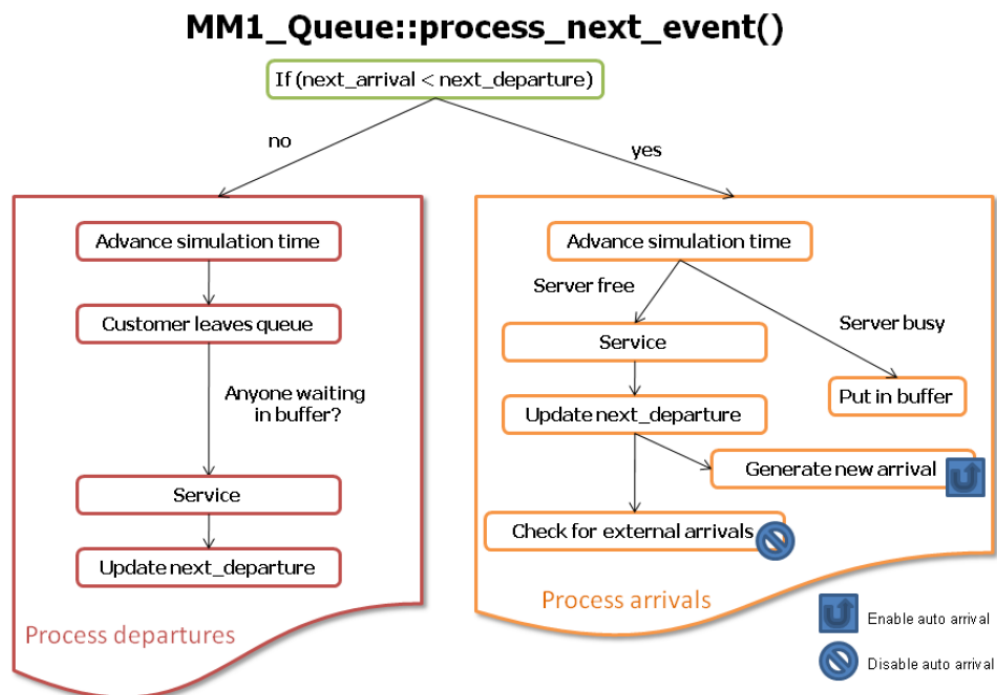 MM1_Queue::process_next_event()
If (next_arrival < next_departure)
no
yes
Advance simulation time
Customer leaves queue
Anyone waiting
in buffer?
Service
Update next_departure
Process departures
Advance simulation time
Server free
Server busy
Service
Put in buffer
Update next_departure
Generate new arrival
Check for external arrivals
Process arrivals
Enable auto arrival
Disable auto arrival